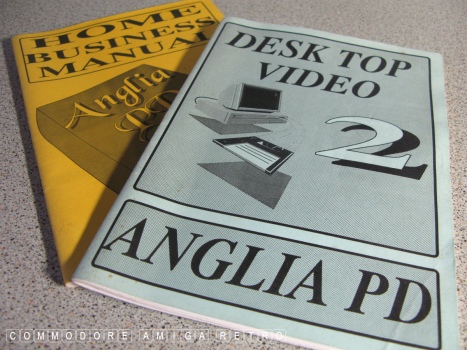 HOME
BUSINESS
MANUAL
Anglia
PD
DESK TOP
VIDEO
2
ANGLIA PD
COMMODORE AMIGA RETRO